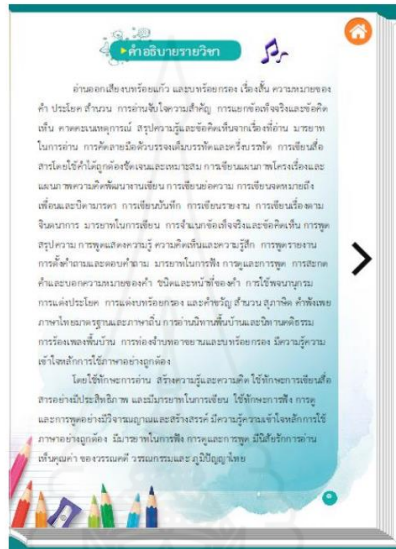 คำอธิบายรายวิชา
อ่านออกเสียงบทร้อยแก้ว และบทร้อยกรอง เรื่องสั้น ความหมายของ
คำ ประโยค สำนวน การอ่านจับใจความสำคัญ การแยกข้อเท็จจริงและข้อคิด
เห็น คาดคะเนเหตุการณ์ สรุปความรู้และข้อคิดเห็นจากเรื่องที่อ่าน มารยาท
ในการอ่าน การคัดลายมือตัวบรรจงเต็มบรรทัดและครึ่งบรรทัด การเขียนสื่อ
สารโดยใช้คำได้ถูกต้องชัดเจนและเหมาะสม การเขียนแผนภาพโครงเรื่องและ
แผนภาพความคิดพัฒนางานเขียน การเขียนย่อความ การเขียนจดหมายถึง
เพื่อนและบิดามารดา การเขียนบันทึก การเขียนรายงาน การเขียนเรื่องตาม
จินตนาการ มารยาทในการเขียน การจำแนกข้อเท็จจริงและข้อคิดเห็น การพูด
สรุปความ การพูดแสดงความรู้ ความคิดเห็นและความรู้สึก การพูดรายงาน
การตั้งคำถามและตอบคำถาม มารยาทในการฟัง การดูและการพูด การสะกด
คำและบอกความหมายของคำ ชนิดและหน้าที่ของคำ การใช้พจนานุกรม
การแต่งประโยค การแต่งบทร้อยกรอง และคำขวัญ สำนวน สุภาษิต คำพังเพย
ภาษาไทยมาตรฐานและภาษาถิ่น การอ่านนิทานพื้นบ้านและนิทานคติธรรม
การร้องเพลงพื้นบ้าน การท่องจำบทอาขยานและบทร้อยกรอง มีความรู้ความ
เข้าใจหลักการใช้ภาษาอย่างถูกต้อง
โดยใช้ทักษะการอ่าน สร้างความรู้และความคิด ใช้ทักษะการเขียนสื่อ
สารอย่างมีประสิทธิภาพ และมีมารยาทในการเขียน ใช้ทักษะการฟัง การดู
และการพูดอย่างมีวิจารณญาณและสร้างสรรค์ มีความรู้ความเข้าใจหลักการใช้
ภาษาอย่างถูกต้อง มีมารยาทในการฟัง การดูและการพูด มีนิสัยรักการอ่าน
เห็นคุณค่า ของวรรณคดี วรรณกรรมและ ภูมิปัญญาไทย